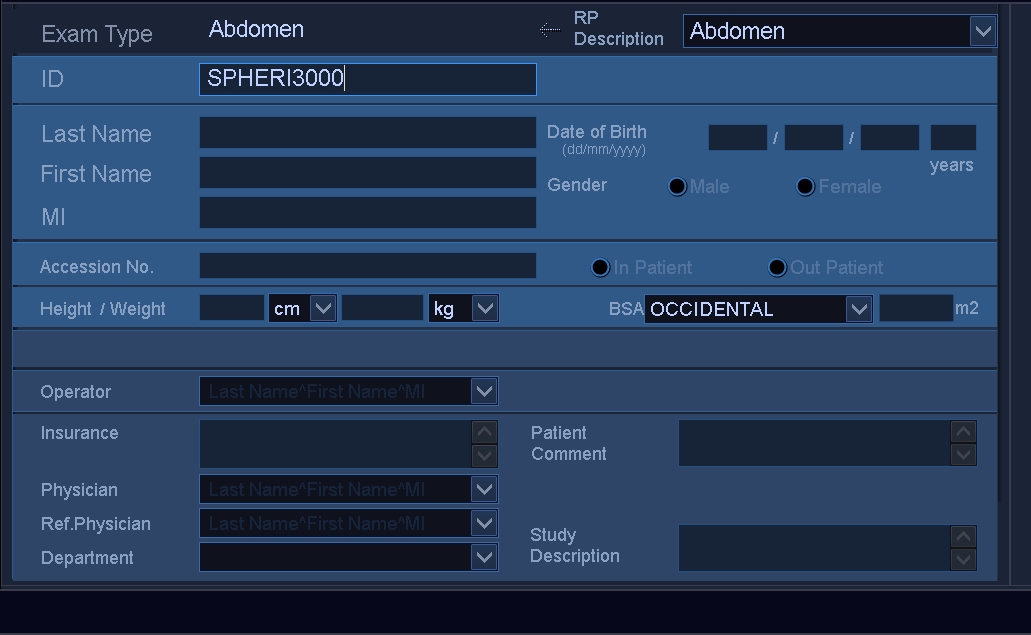 Exam Type Abdomen RP Description Abdomen
ID SPHERI3000
Last Name Date of Birth (dd/mm/yyyy) / / years
First Name
Gender Male Female
MI
Accession No. In Patient Out Patient
Height / Weight cm kg BSA OCCIDENTAL m2
Operator Last Name^First Name^MI
Insurance Patient Comment
Physician Last Name^First Name^MI
Ref.Physician Last Name^First Name^MI
Study Description
Department